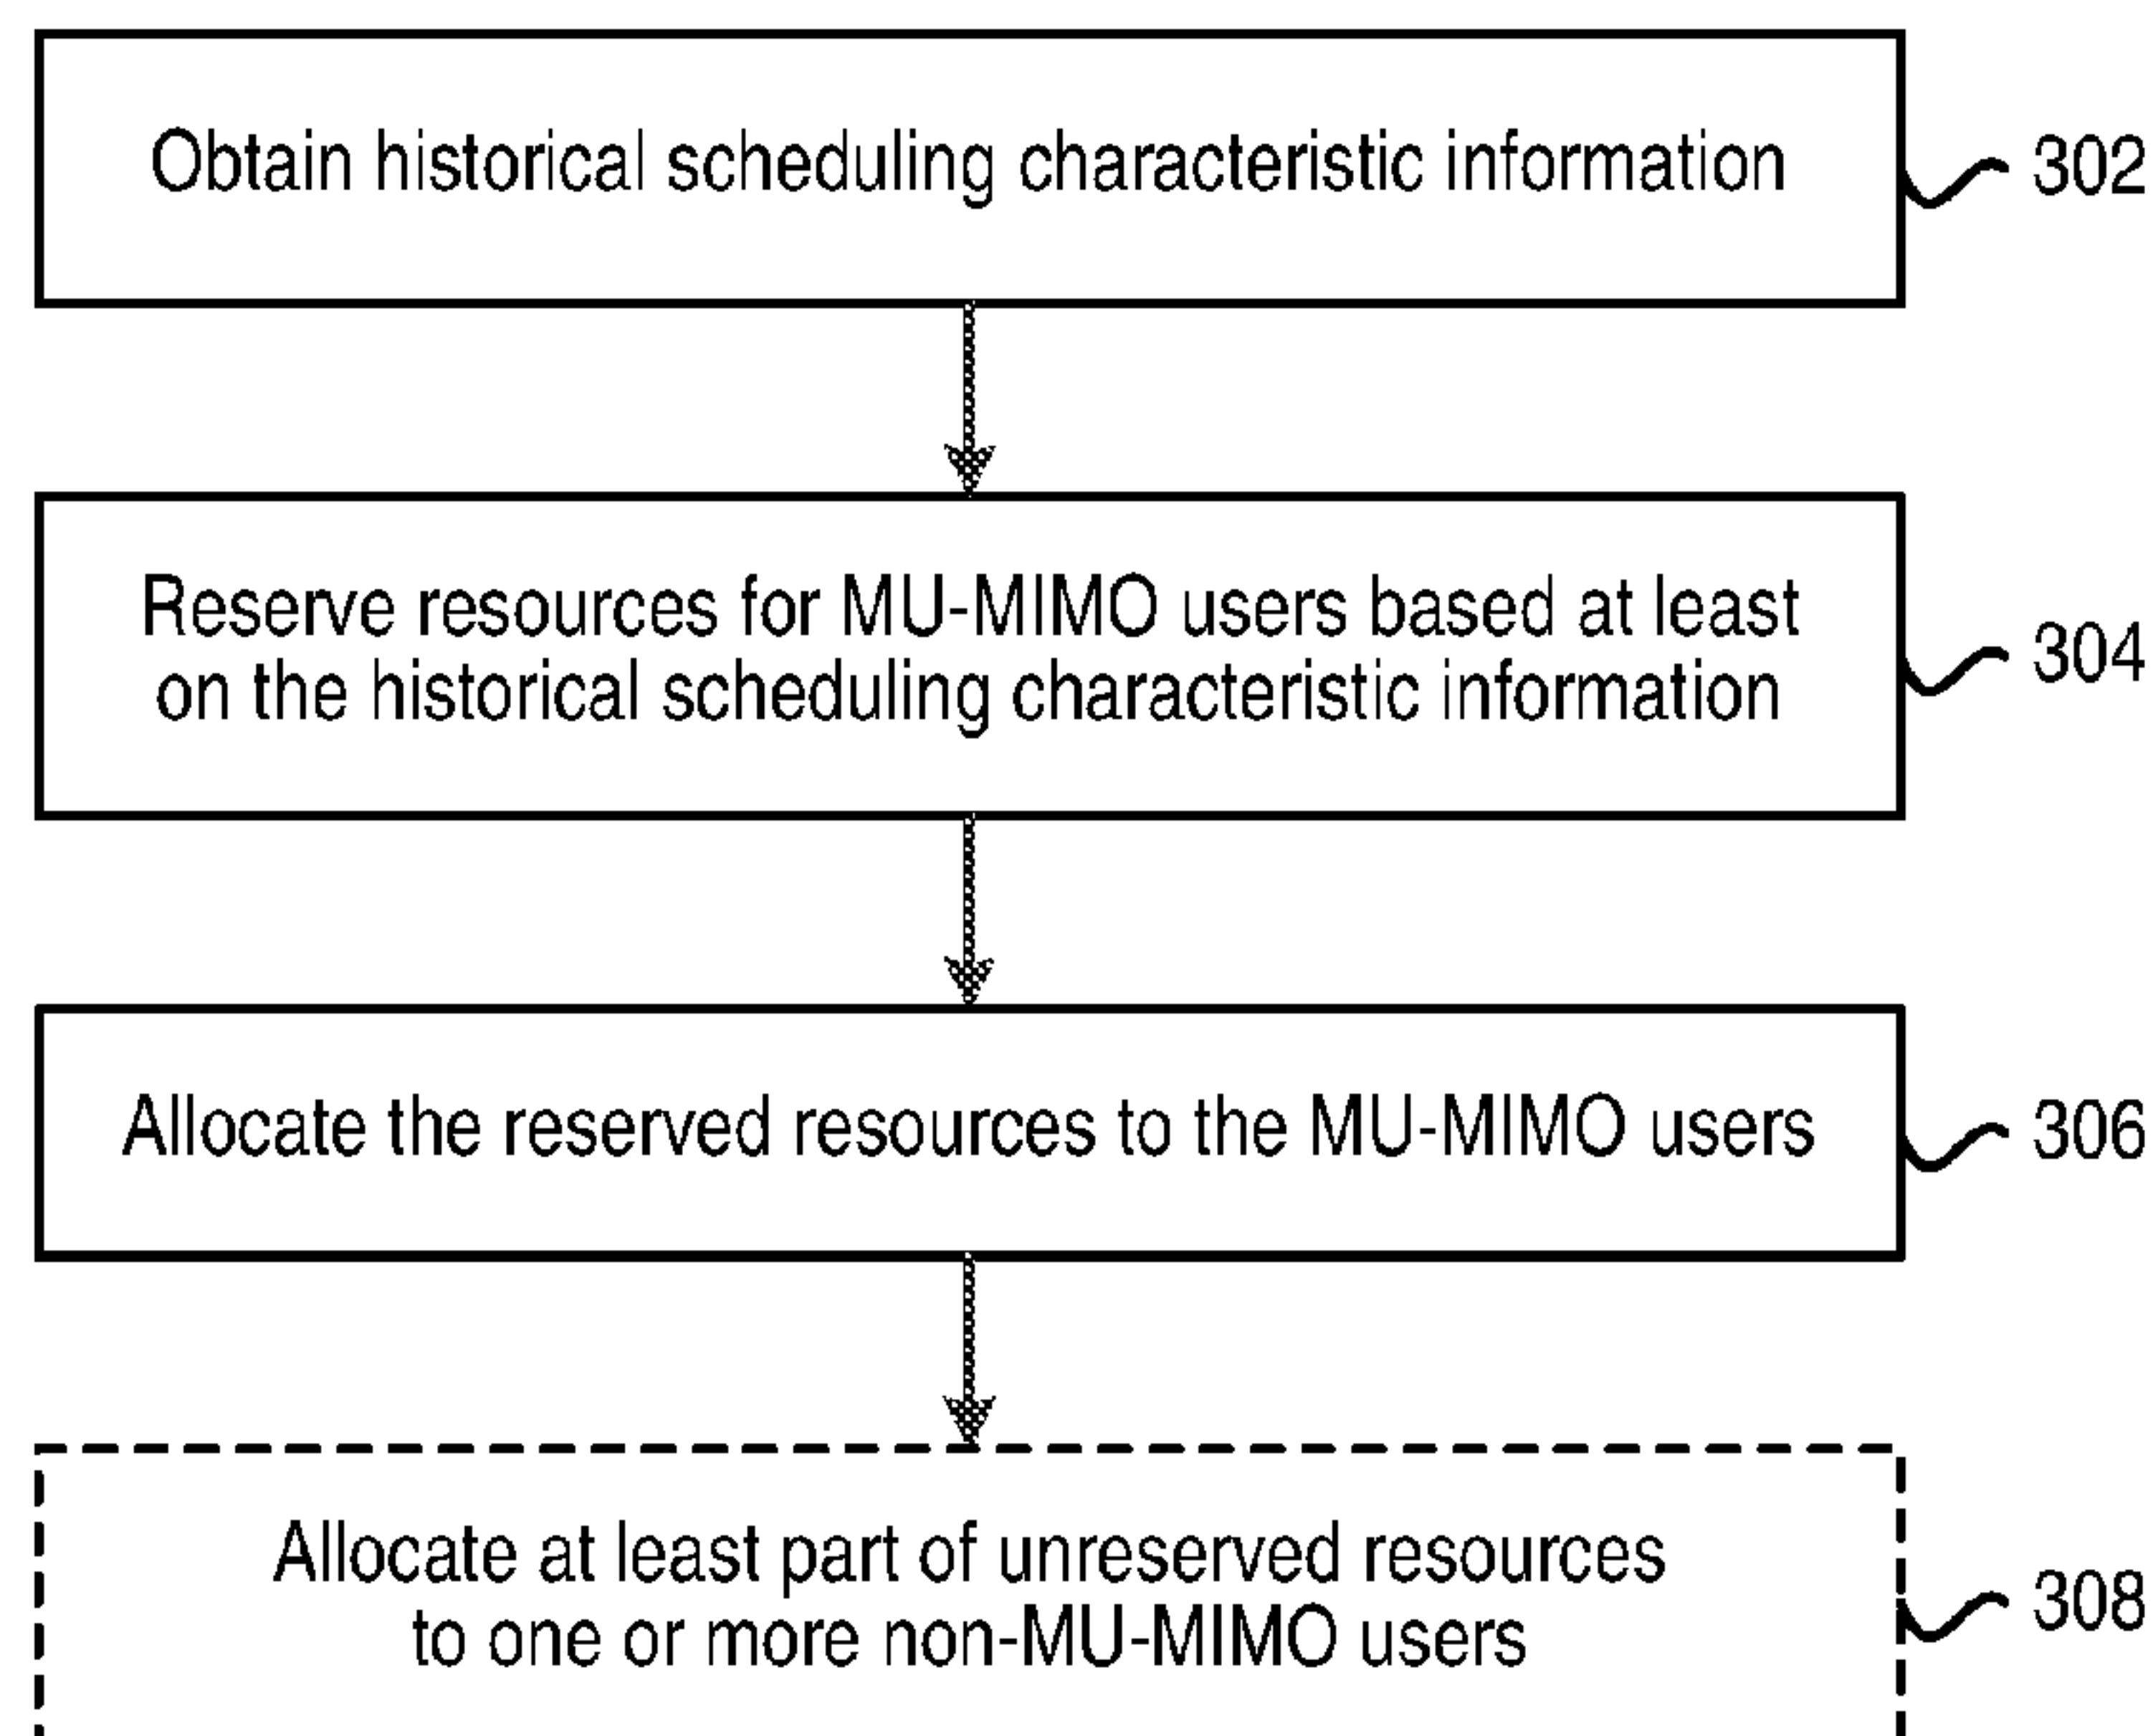 Obtain historical scheduling characteristic information
302
Reserve resources for MU-MIMO users based at least
on the historical scheduling characteristic information
304
Allocate the reserved resources to the MU-MIMO users
306
Allocate at least part of unreserved resources
to one or more non-MU-MIMO users
308